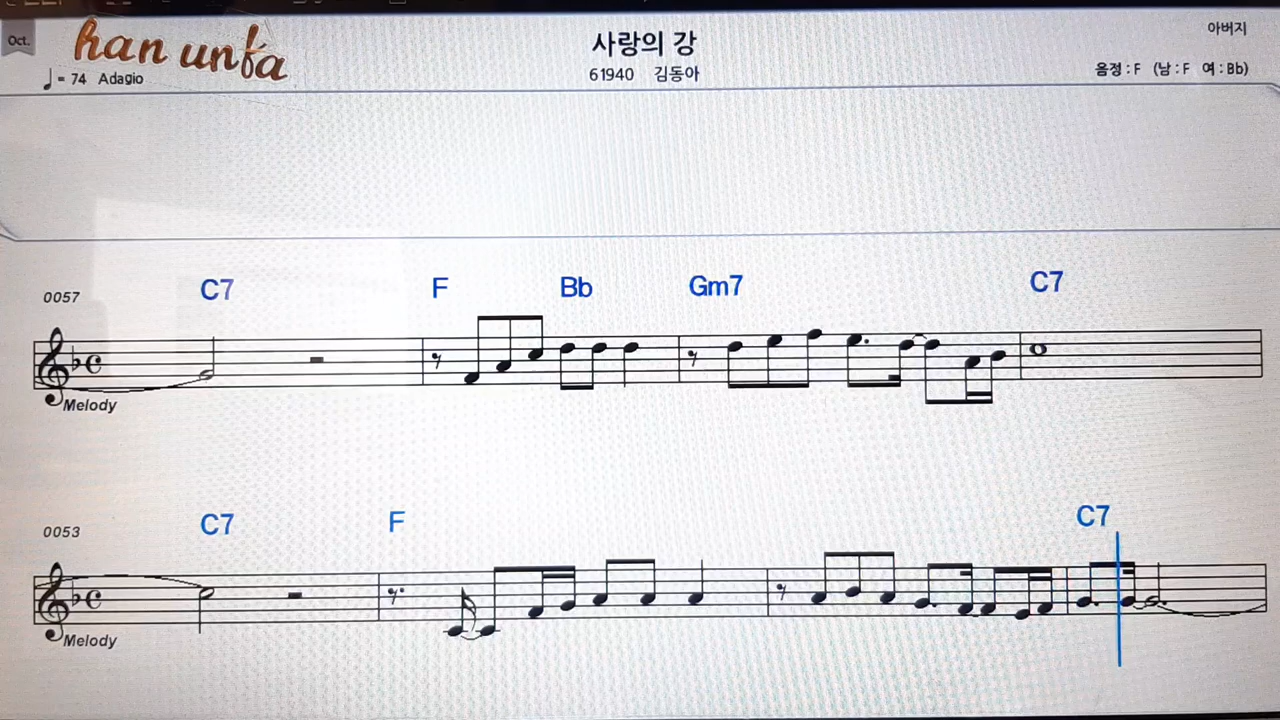 Oct.
han unfa
= 74 Adagio
사랑의 강
61940 김동아
아버지
음정 : F (남 : F 여 : Bb)
0057
C7 F Bb Gm7 C7
Melody
0053
C7 F C7
Melody